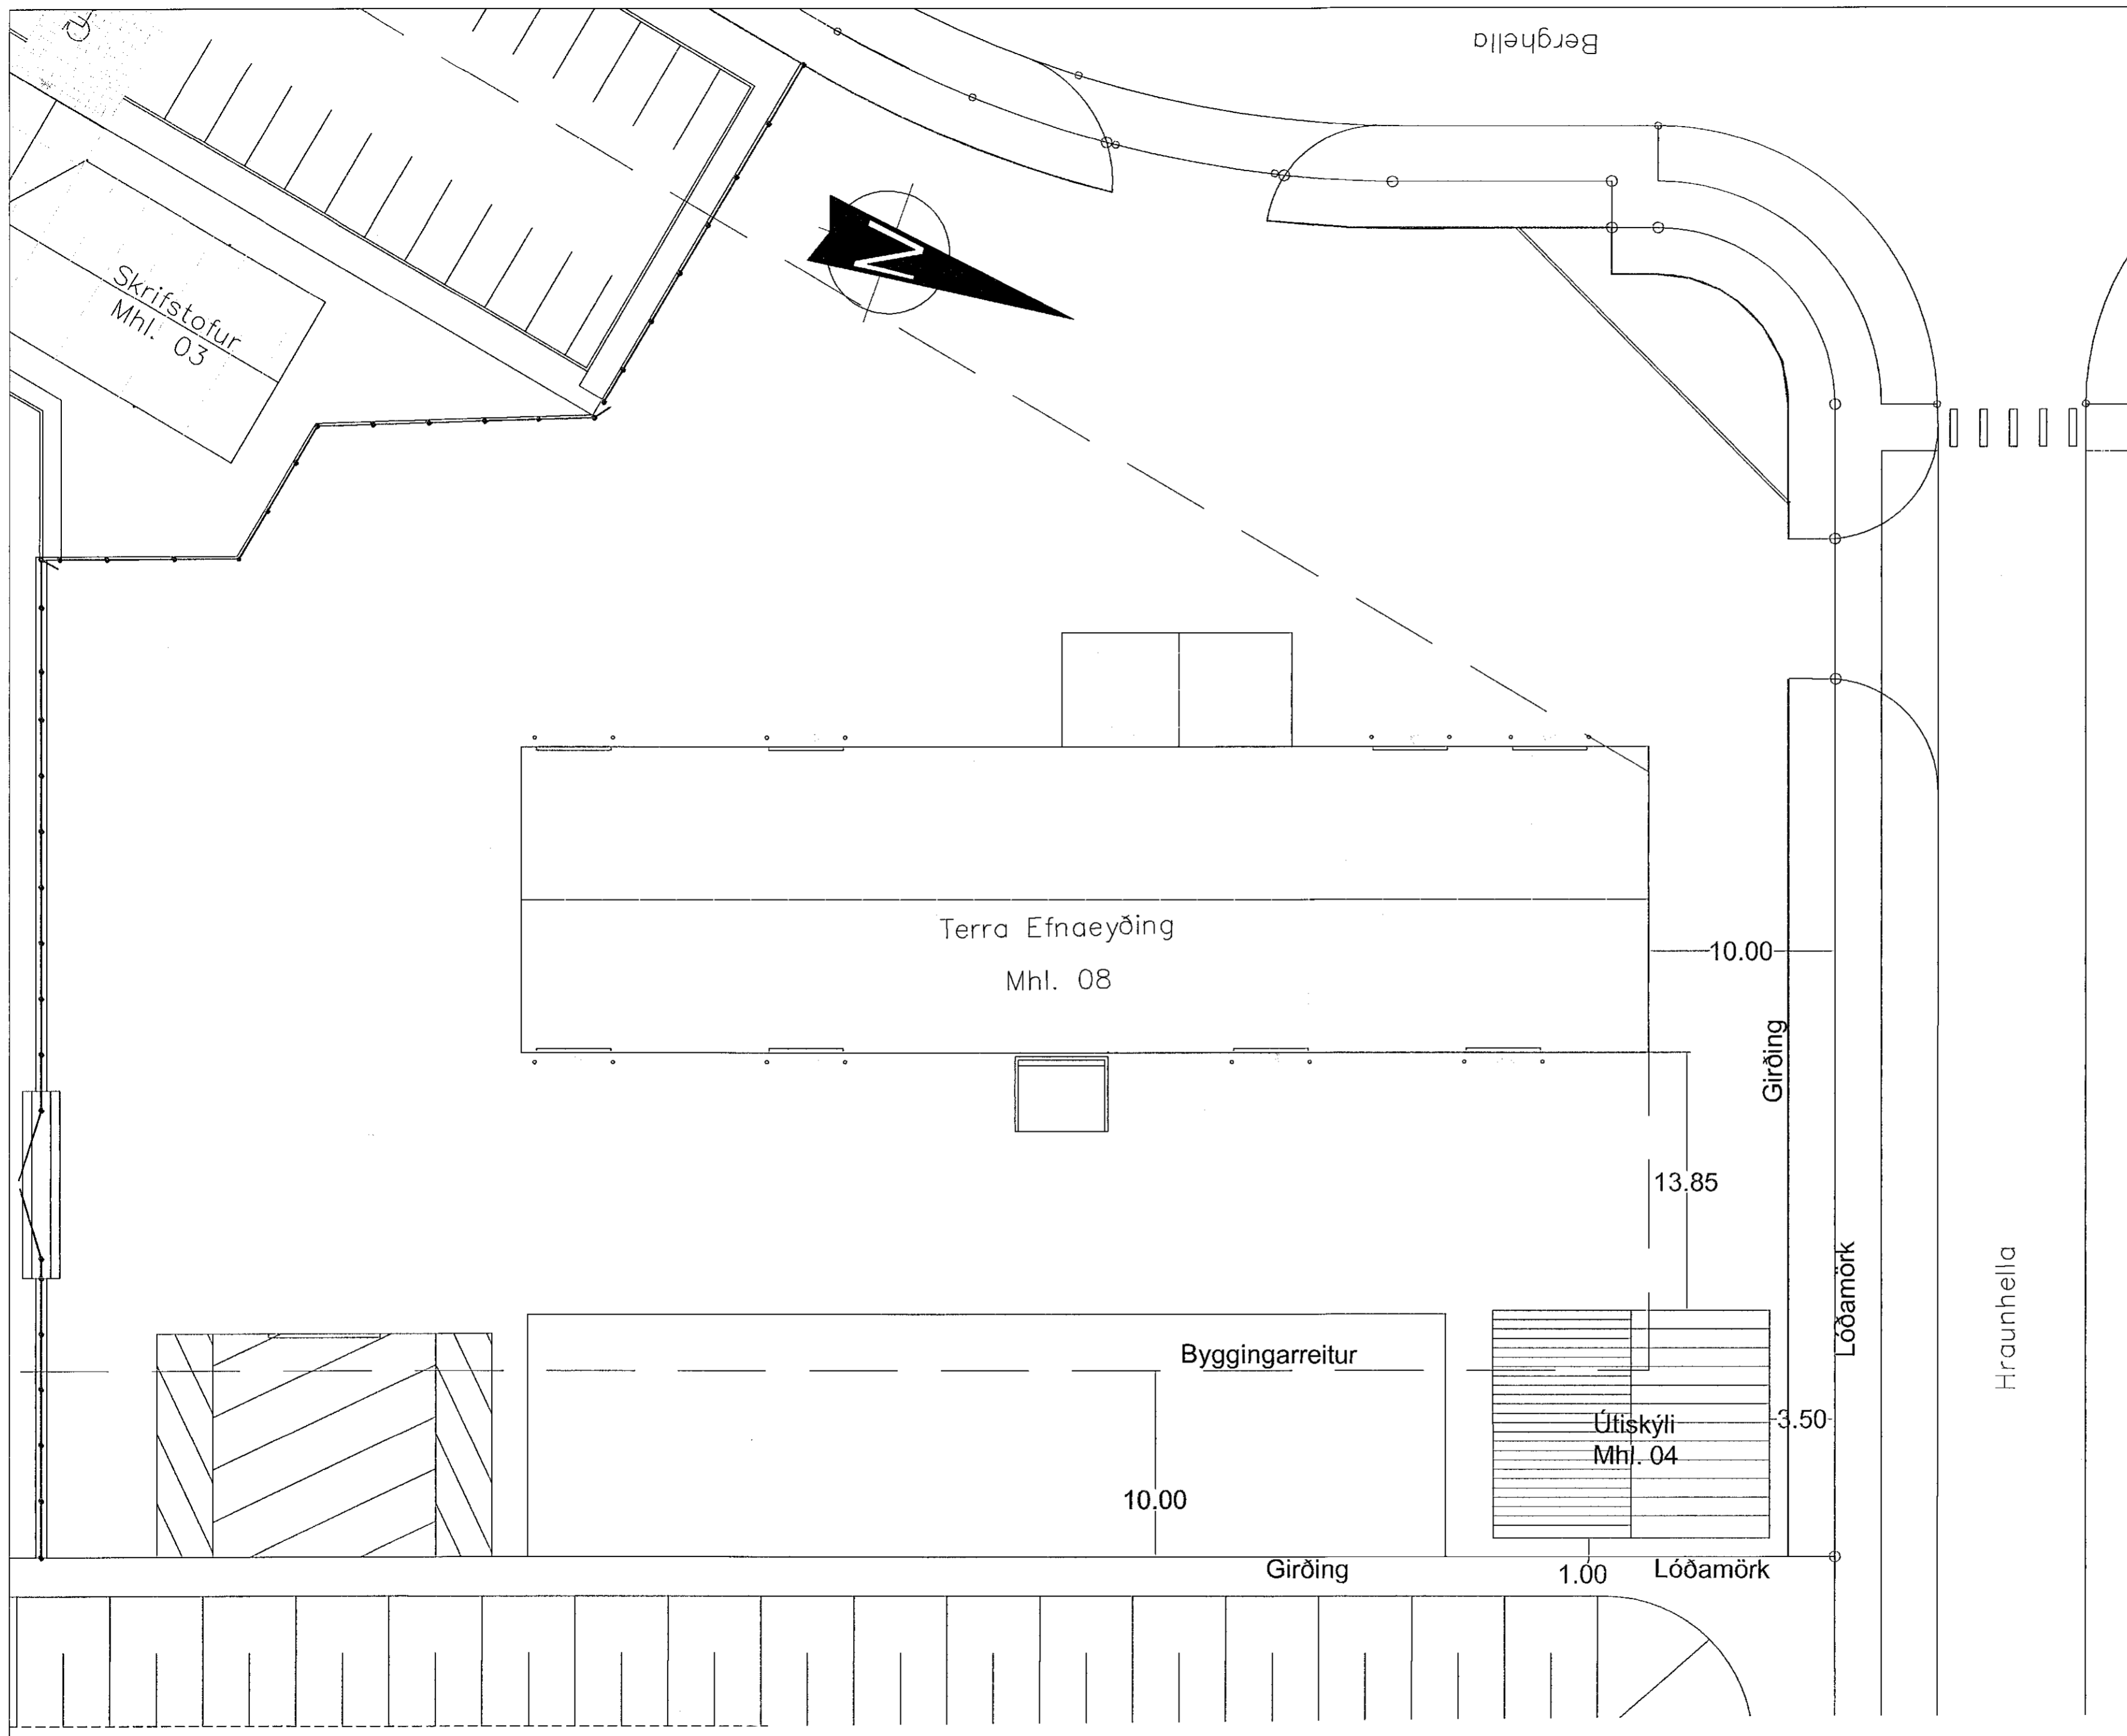 Berghella
N
Skrifstofur
Mhl. 03
Terra Efnaeyðing
Mhl. 08
10.00
Girðing
13.85
Lóðamörk
Hraunhella
Byggingarreitur
Útiskýli
Mhl. 04
3.50
10.00
Girðing
1.00
Lóðamörk